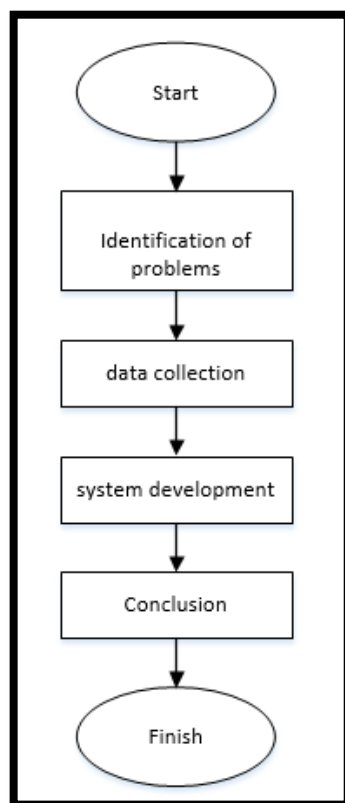 Start
Identification of
problems
data collection
system development
Conclusion
Finish